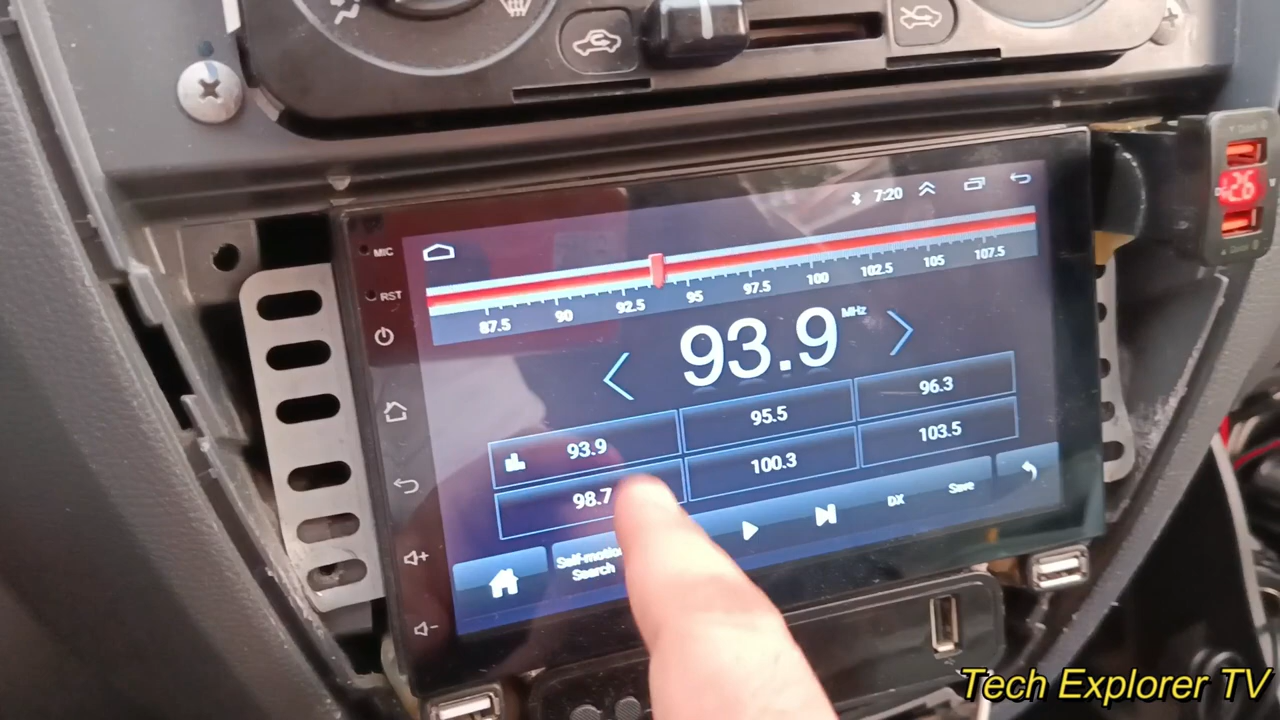 7:20
MIC
RST
87.5 90 92.5 95 97.5 100 102.5 105 107.5
93.9 MHz
93.9 95.5 96.3
98.7 100.3 103.5
Self-motio
Search
DX Save
Tech Explorer TV